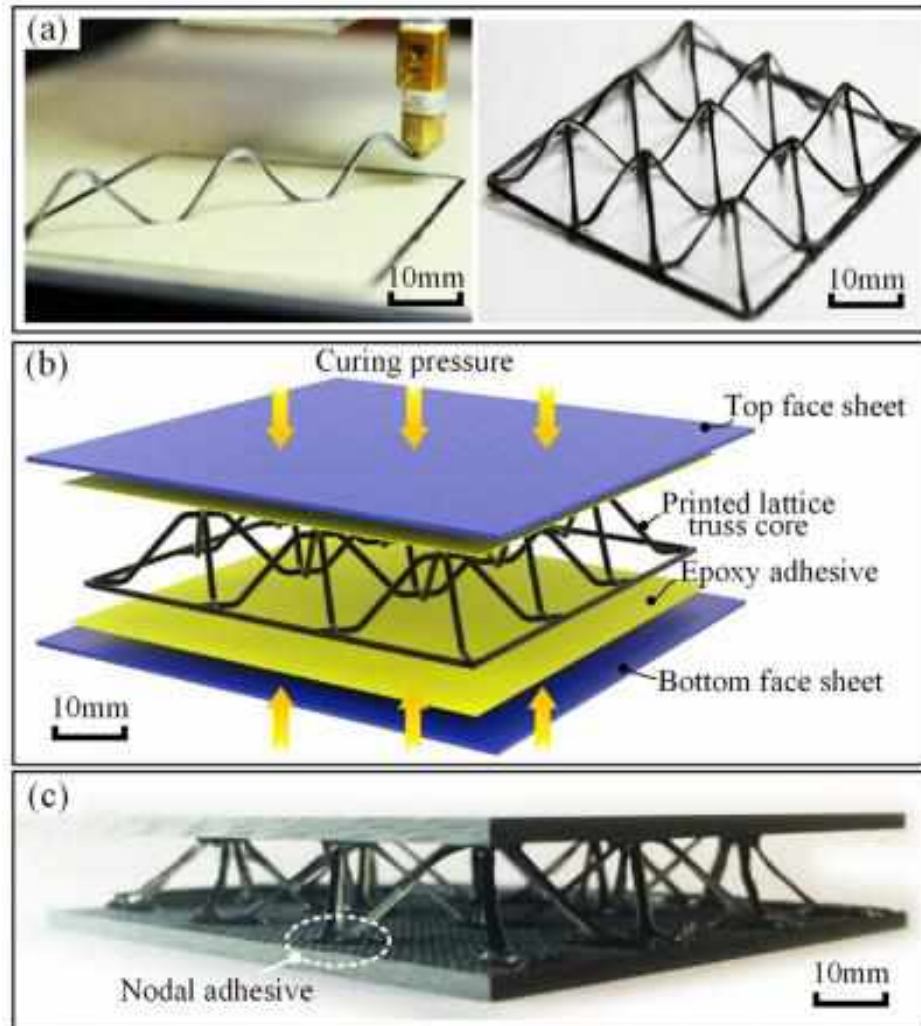 (a)
10mm
10mm
(b)
Curing pressure
Top face sheet
Printed lattice
truss core
Epoxy adhesive
Bottom face sheet
10mm
(c)
Nodal adhesive
10mm